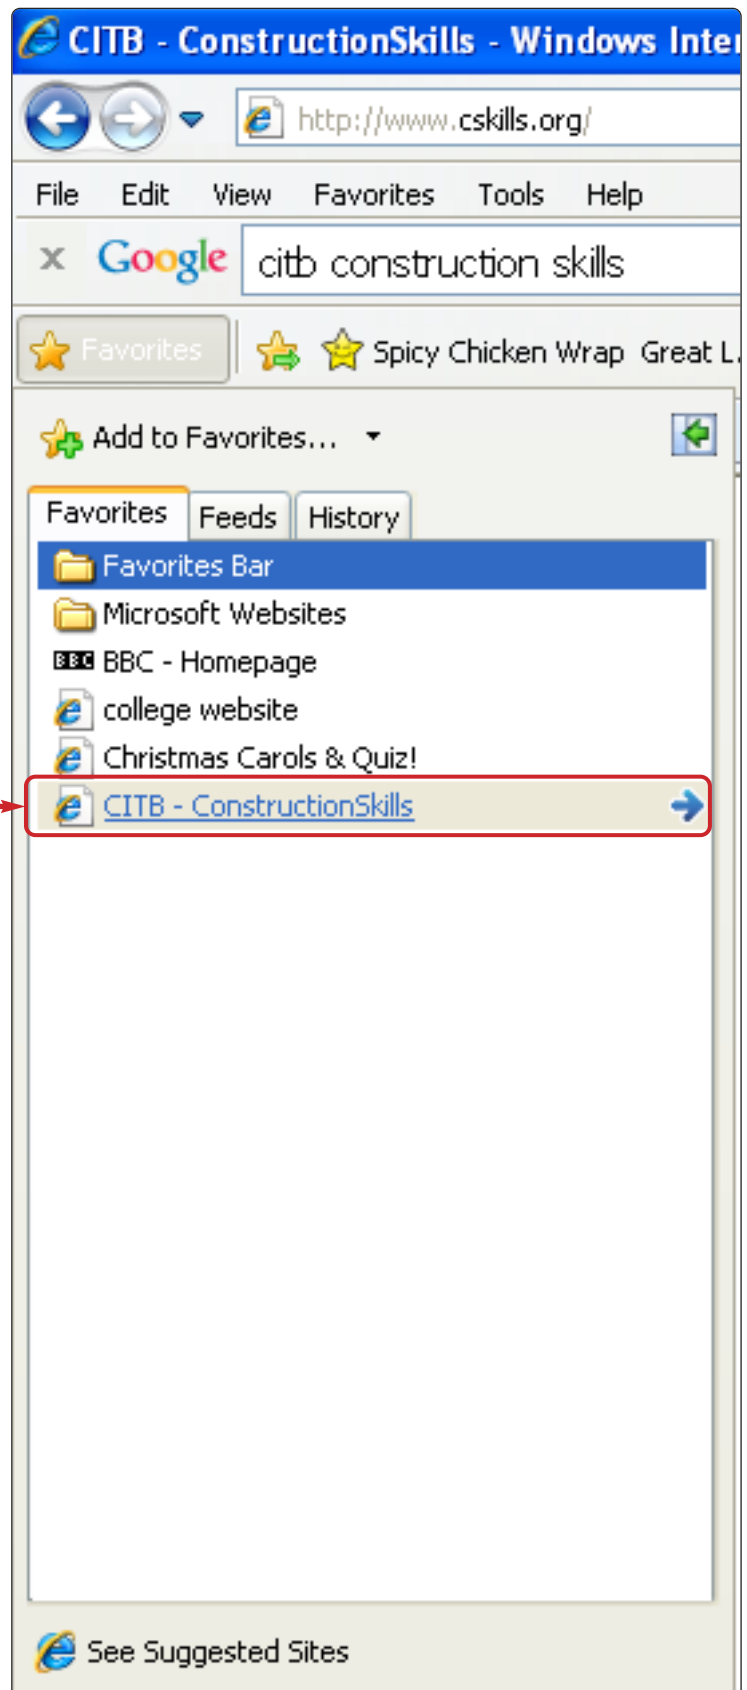 CITB - ConstructionSkills - Windows Inter
http://www.cskills.org/
File Edit View Favorites Tools Help
x Google citb construction skills
Favorites Spicy Chicken Wrap Great L.
Add to Favorites...
Favorites Feeds History
Favorites Bar
Microsoft Websites
BBC BBC - Homepage
college website
Christmas Carols & Quiz!
CITB - ConstructionSkills
See Suggested Sites